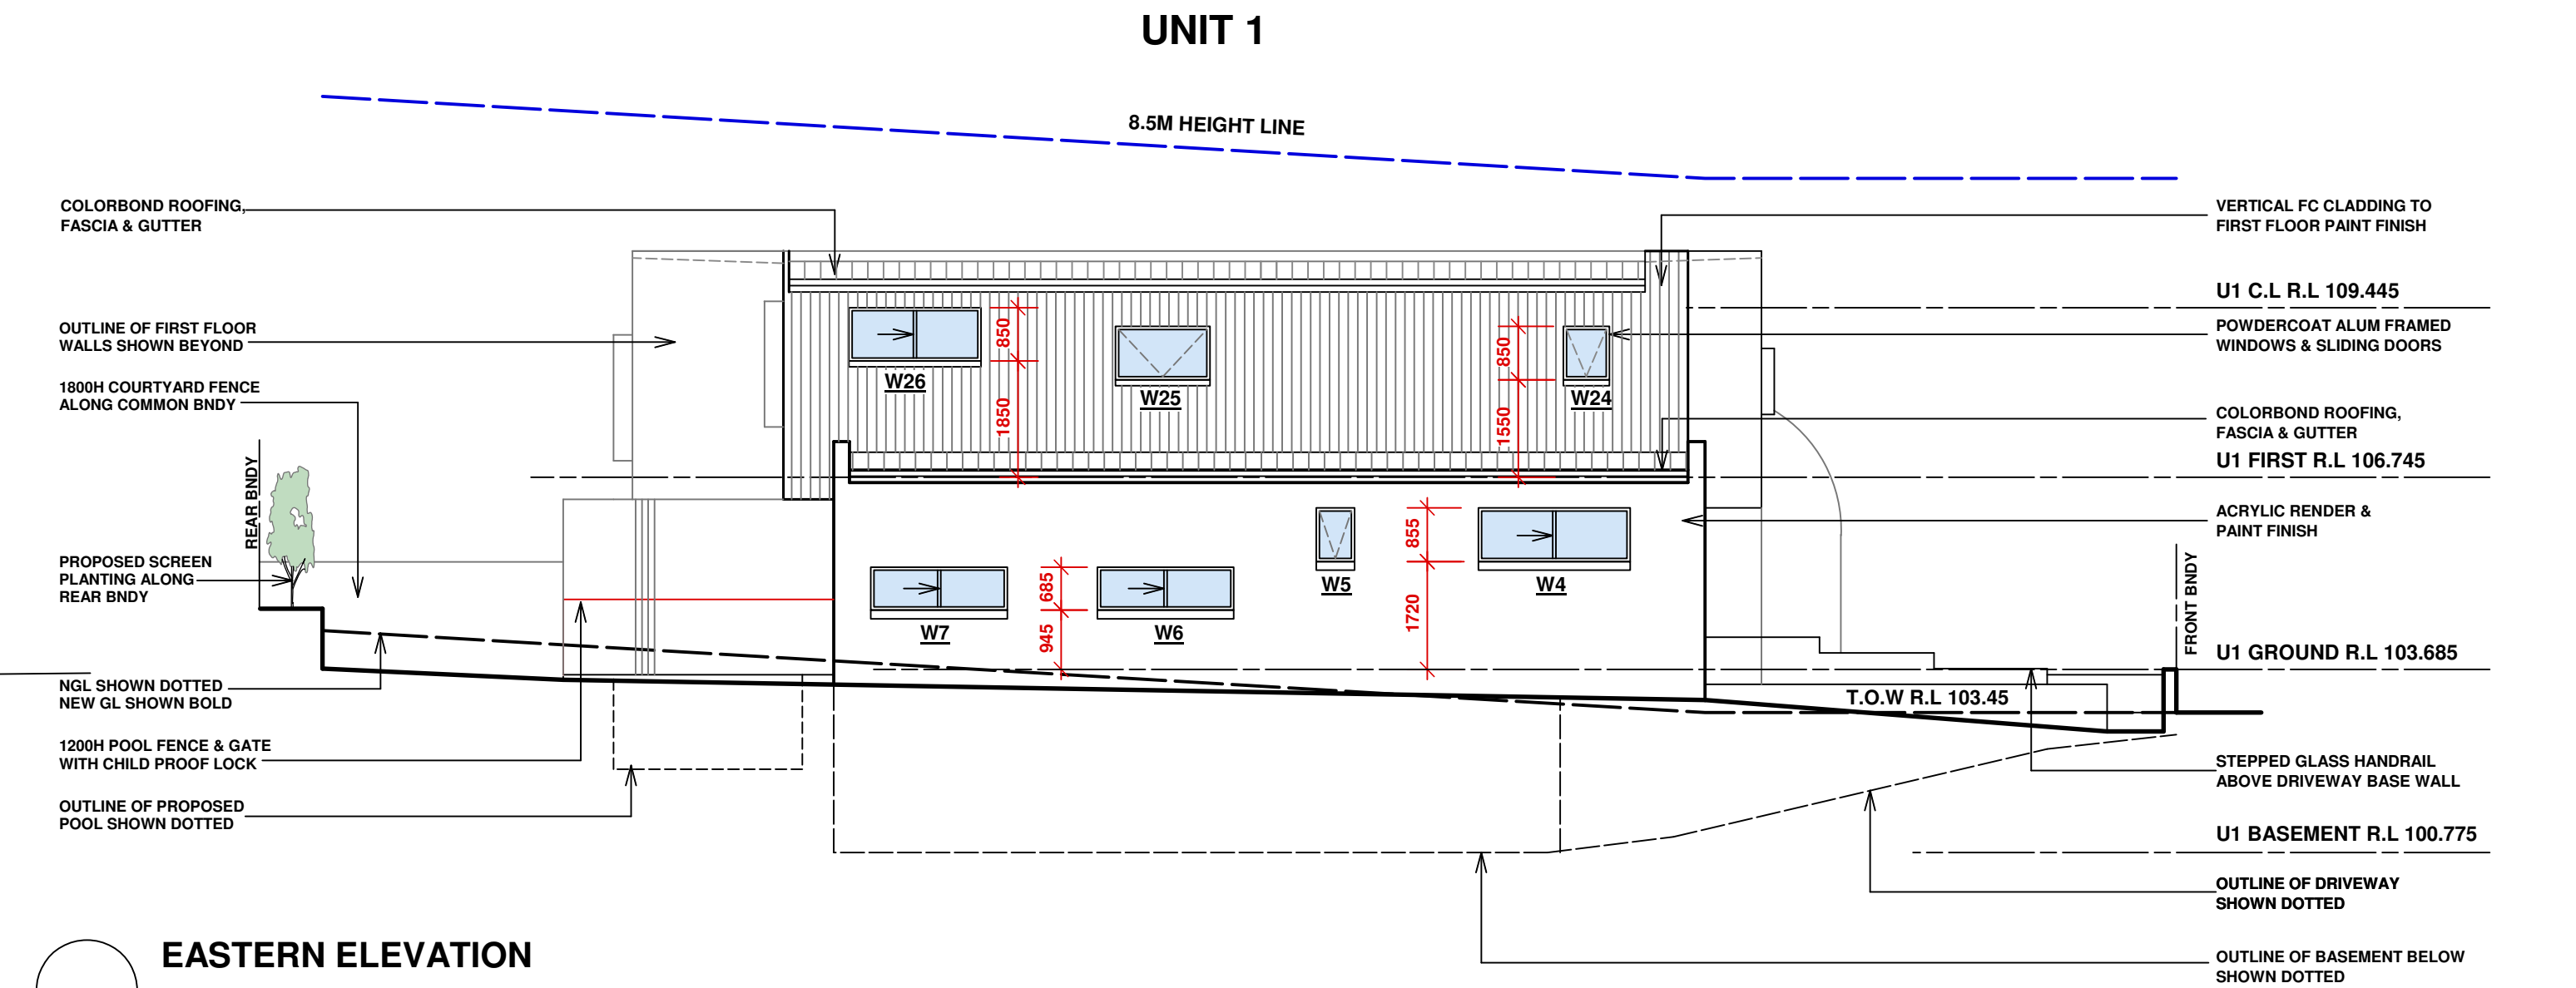 UNIT 1
8.5M HEIGHT LINE
COLORBOND ROOFING,
FASCIA & GUTTER
OUTLINE OF FIRST FLOOR
WALLS SHOWN BEYOND
1800H COURTYARD FENCE
ALONG COMMON BNDY
REAR BNDY
PROPOSED SCREEN
PLANTING ALONG
REAR BNDY
NGL SHOWN DOTTED
NEW GL SHOWN BOLD
1200H POOL FENCE & GATE
WITH CHILD PROOF LOCK
OUTLINE OF PROPOSED
POOL SHOWN DOTTED
W26
850
1850
W25
850
1550
W24
W7
685
945
W6
W5
855
1720
W4
VERTICAL FC CLADDING TO
FIRST FLOOR PAINT FINISH
U1 C.L R.L 109.445
POWDERCOAT ALUM FRAMED
WINDOWS & SLIDING DOORS
COLORBOND ROOFING,
FASCIA & GUTTER
U1 FIRST R.L 106.745
ACRYLIC RENDER &
PAINT FINISH
FRONT BNDY
U1 GROUND R.L 103.685
T.O.W R.L 103.45
STEPPED GLASS HANDRAIL
ABOVE DRIVEWAY BASE WALL
U1 BASEMENT R.L 100.775
OUTLINE OF DRIVEWAY
SHOWN DOTTED
OUTLINE OF BASEMENT BELOW
SHOWN DOTTED
EASTERN ELEVATION